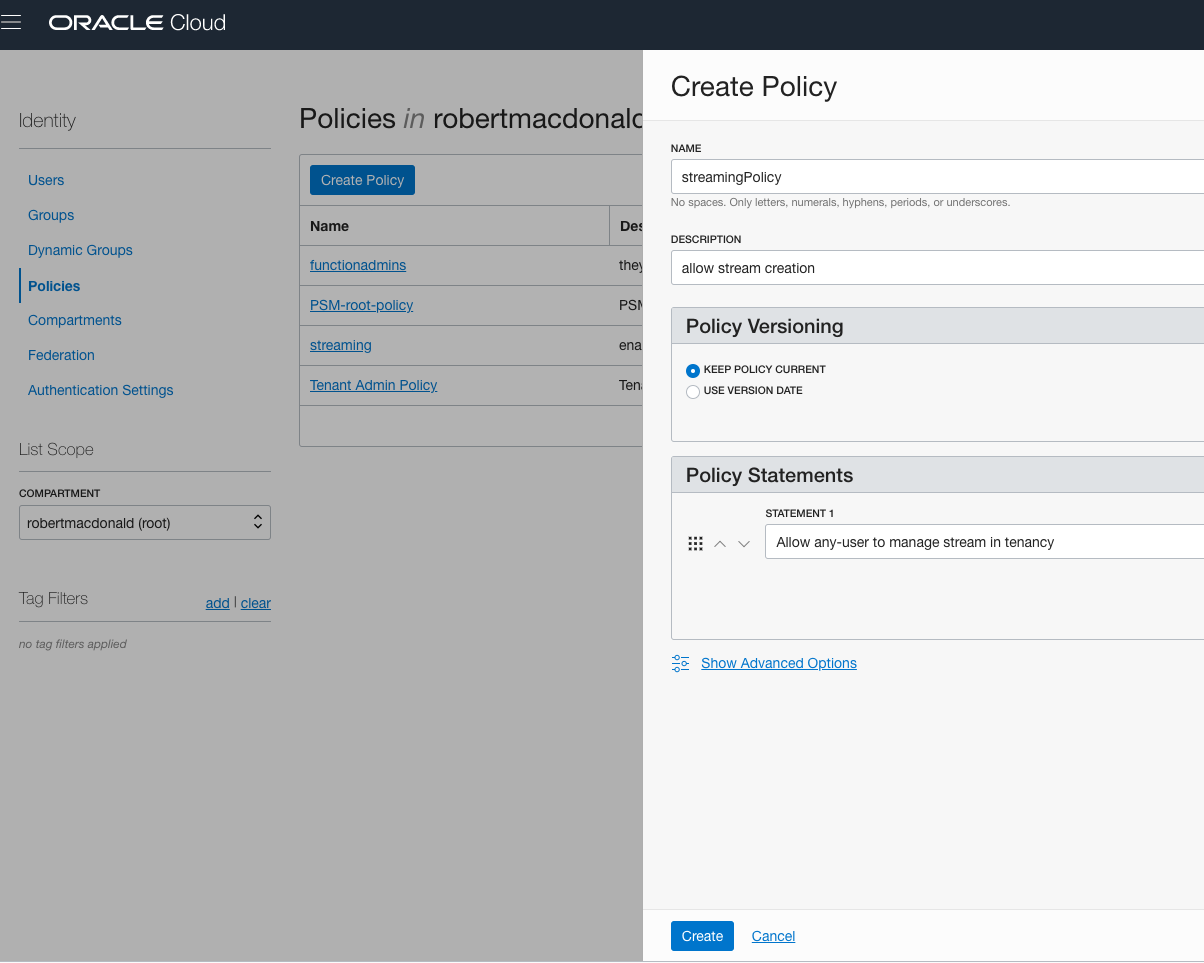 ORACLE Cloud
Identity
Users
Groups
Dynamic Groups
Policies
Compartments
Federation
Authentication Settings
List Scope
COMPARTMENT
robertmacdonald (root)
Tag Filters
add | clear
no tag filters applied
Policies in robertmacdonald
Create Policy
Name
functionadmins
they
PSM-root-policy
PSM
streaming
ena
Tenant Admin Policy
Create Policy
NAME
streamingPolicy
No spaces. Only letters, numerals, hyphens, periods, or underscores.
DESCRIPTION
allow stream creation
Policy Versioning
KEEP POLICY CURRENT
USE VERSION DATE
Policy Statements
STATEMENT 1
Allow any-user to manage stream in tenancy
Show Advanced Options
Create Cancel